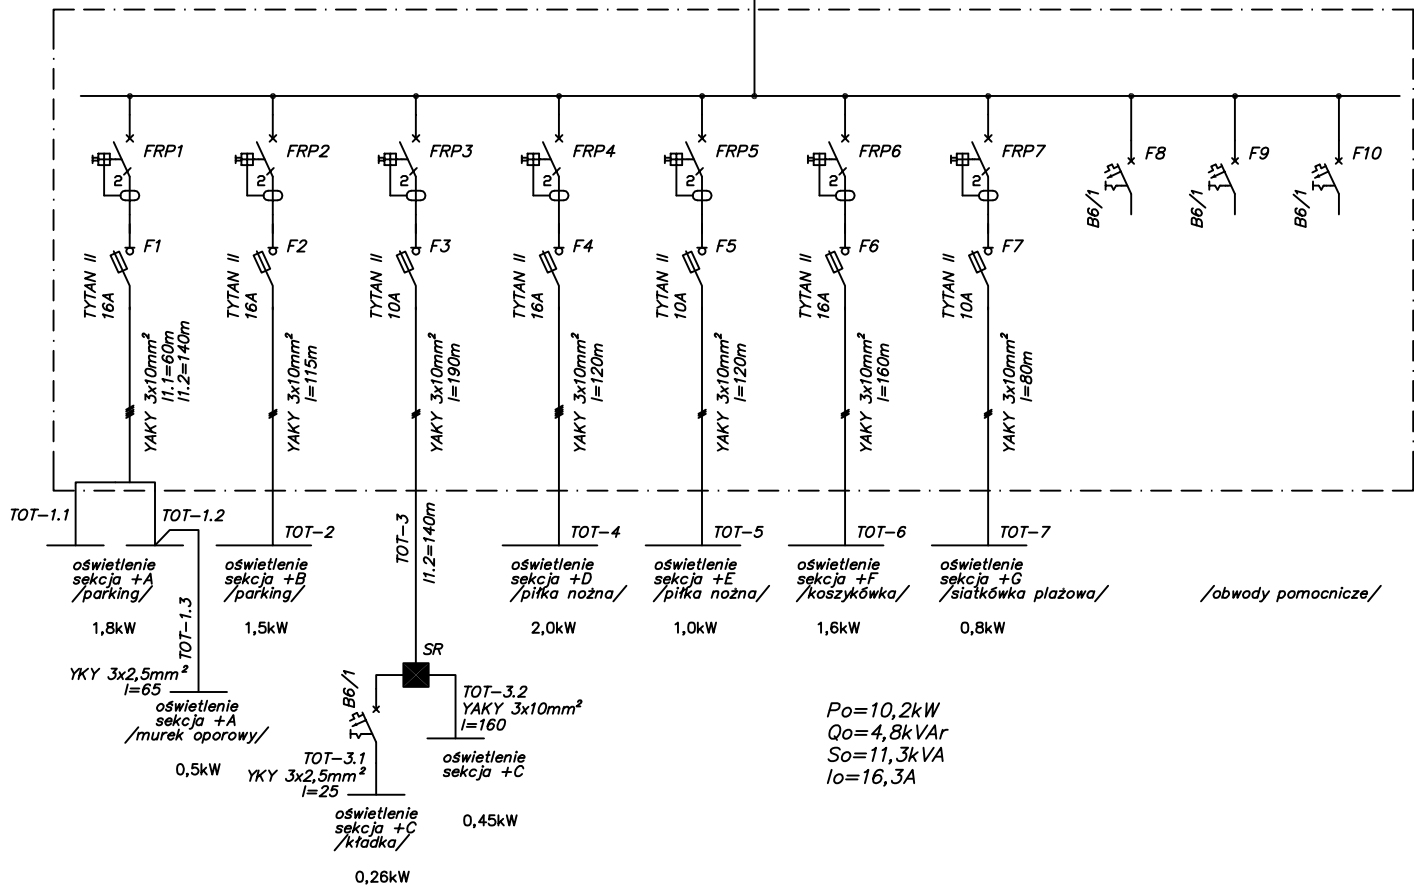 FRP1
FRP2
FRP3
FRP4
FRP5
FRP6
FRP7
F8
F9
F10
2
2
2
2
2
2
2
B6/1
B6/1
B6/1
F1
F2
F3
F4
F5
F6
F7
TYTAN II
16A
TYTAN II
16A
TYTAN II
10A
TYTAN II
16A
TYTAN II
10A
TYTAN II
16A
TYTAN II
10A
YAKY 3x10mm²
l1.1=60m
l1.2=140m
YAKY 3x10mm²
l=115m
YAKY 3x10mm²
l=190m
YAKY 3x10mm²
l=120m
YAKY 3x10mm²
l=120m
YAKY 3x10mm²
l=160m
YAKY 3x10mm²
l=80m
TOT-1.1
TOT-1.2
TOT-2
TOT-3
l1.2=140m
TOT-4
TOT-5
TOT-6
TOT-7
oświetlenie
sekcja +A
/parking/
1,8kW
oświetlenie
sekcja +B
/parking/
1,5kW
oświetlenie
sekcja +D
/piłka nożna/
2,0kW
oświetlenie
sekcja +E
/piłka nożna/
1,0kW
oświetlenie
sekcja +F
/koszykówka/
1,6kW
oświetlenie
sekcja +G
/siatkówka plażowa/
0,8kW
/obwody pomocnicze/
TOT-1.3
YKY 3x2,5mm²
l=65
oświetlenie
sekcja +A
/murek oporowy/
0,5kW
SR
B6/1
TOT-3.1
YKY 3x2,5mm²
l=25
oświetlenie
sekcja +C
/kładka/
0,26kW
TOT-3.2
YAKY 3x10mm²
l=160
oświetlenie
sekcja +C
0,45kW
Po=10,2kW
Qo=4,8kVAr
So=11,3kVA
Io=16,3A